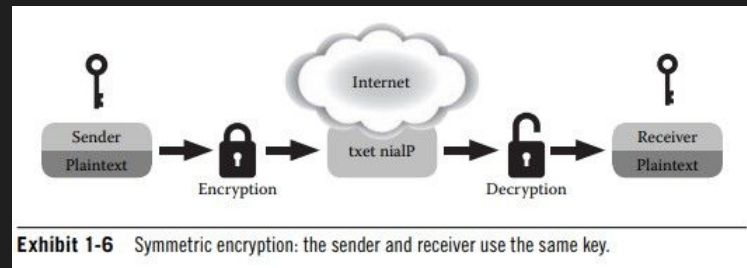 Internet
Sender
Plaintext
Encryption
txet nialP
Decryption
Receiver
Plaintext
Exhibit 1-6 Symmetric encryption: the sender and receiver use the same key.